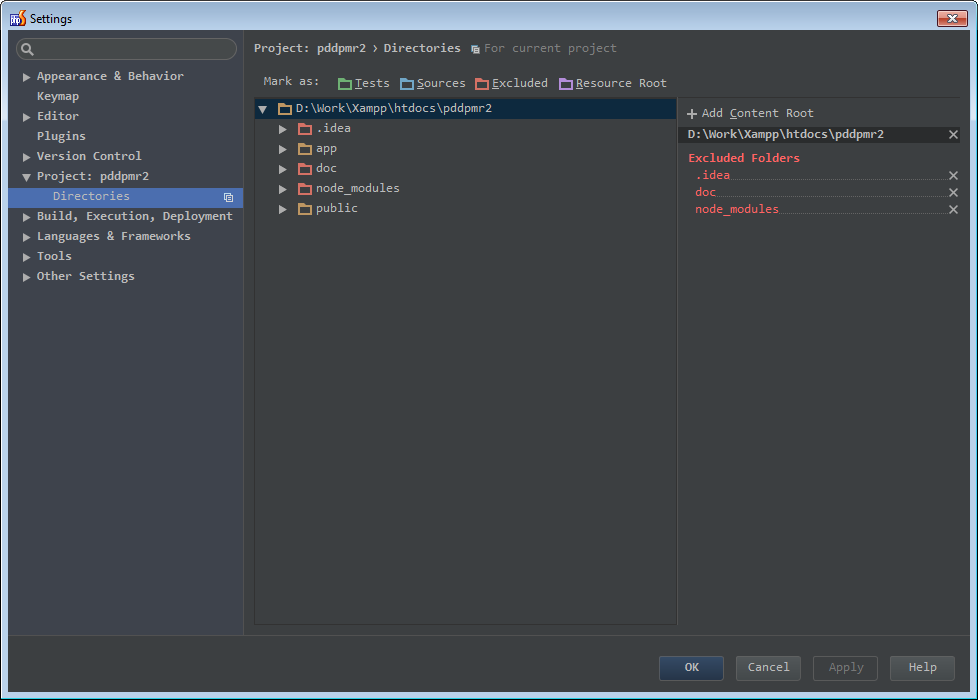 Settings
Appearance & Behavior
Keymap
Editor
Plugins
Version Control
Project: pddpmr2
Directories
Build, Execution, Deployment
Languages & Frameworks
Tools
Other Settings
Project: pddpmr2 › Directories For current project
Mark as: Tests Sources Excluded Resource Root
D:\Work\Xampp\htdocs\pddpmr2
.idea
app
doc
node_modules
public
Add Content Root
D:\Work\Xampp\htdocs\pddpmr2
Excluded Folders
.idea
doc
node_modules
OK Cancel Apply Help